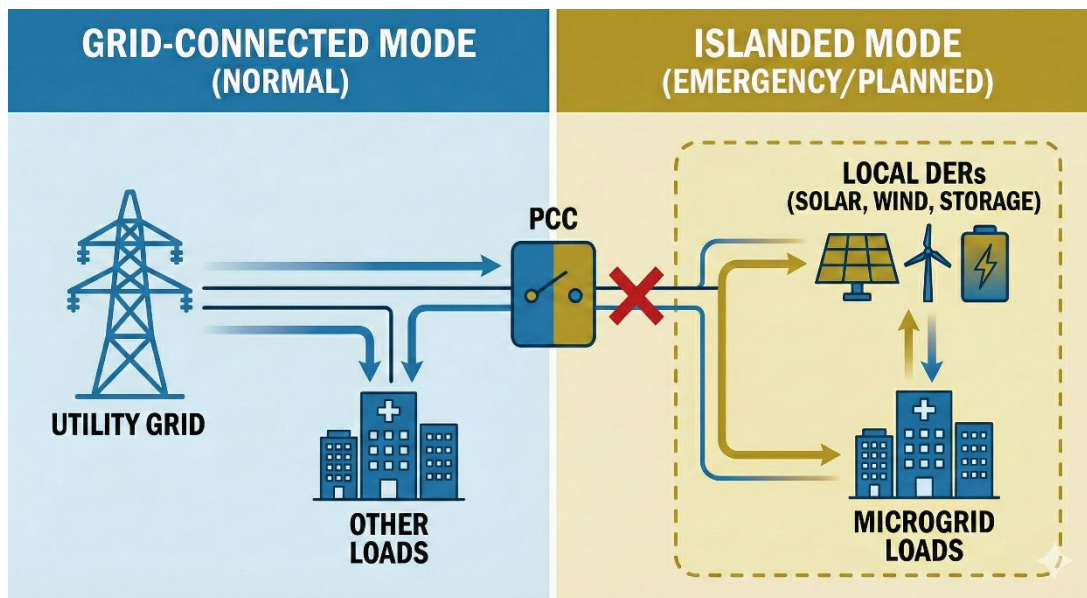 GRID-CONNECTED MODE
(NORMAL)
ISLANDED MODE
(EMERGENCY/PLANNED)
LOCAL DERs
(SOLAR, WIND, STORAGE)
PCC
UTILITY GRID
OTHER
LOADS
MICROGRID
LOADS